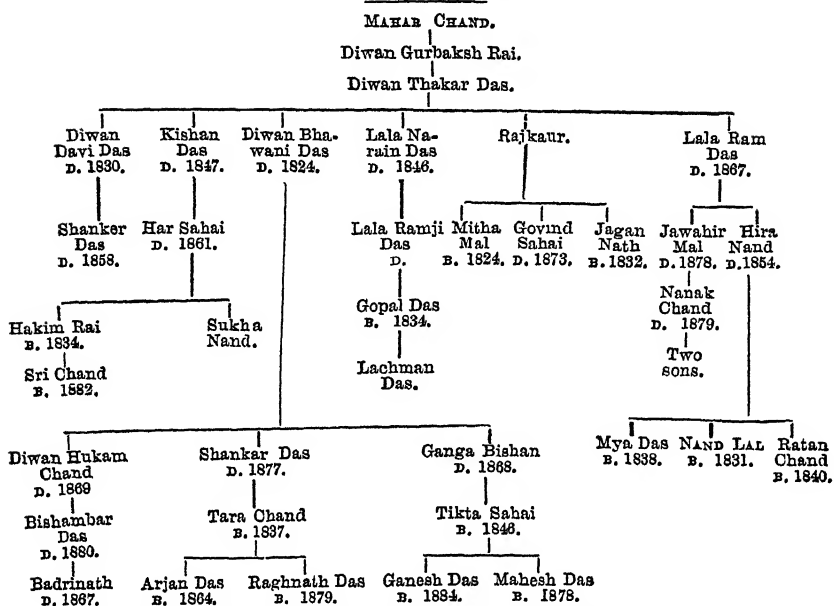 MAHAR CHAND.
Diwan Gurbaksh Rai.
Diwan Thakar Das.
Diwan
Davi Das
D. 1830.
Kishan
Das
D. 1847.
Diwan Bha-
wani Das
D. 1824.
Lala Na-
rain Das
D. 1846.
Rajkaur.
Lala Ram
Das
D. 1867.
Shanker
Das
D. 1858.
Har Sahai
D. 1861.
Lala Ramji
Das
D.
Mitha
Mal
B. 1824.
Govind
Sahai
D. 1873.
Jagan
Nath
B. 1832.
Jawahir
Mal
D. 1878.
Hira
Nand
D. 1854.
Hakim Rai
B. 1834.
Sukha
Nand.
Gopal Das
B. 1834.
Nanak
Chand
D. 1879.
Sri Chand
B. 1882.
Lachman
Das.
Two
sons.
Diwan Hukam
Chand
D. 1869
Shankar Das
D. 1877.
Ganga Bishan
D. 1868.
Mya Das
B. 1838.
NAND LAL
B. 1831.
Ratan
Chand
B. 1840.
Bishambar
Das
D. 1880.
Tara Chand
B. 1837.
Tikta Sahai
B. 1846.
Badrinath
D. 1867.
Arjan Das
B. 1864.
Raghnath Das
B. 1879.
Ganesh Das
B. 1884.
Mahesh Das
B. 1878.